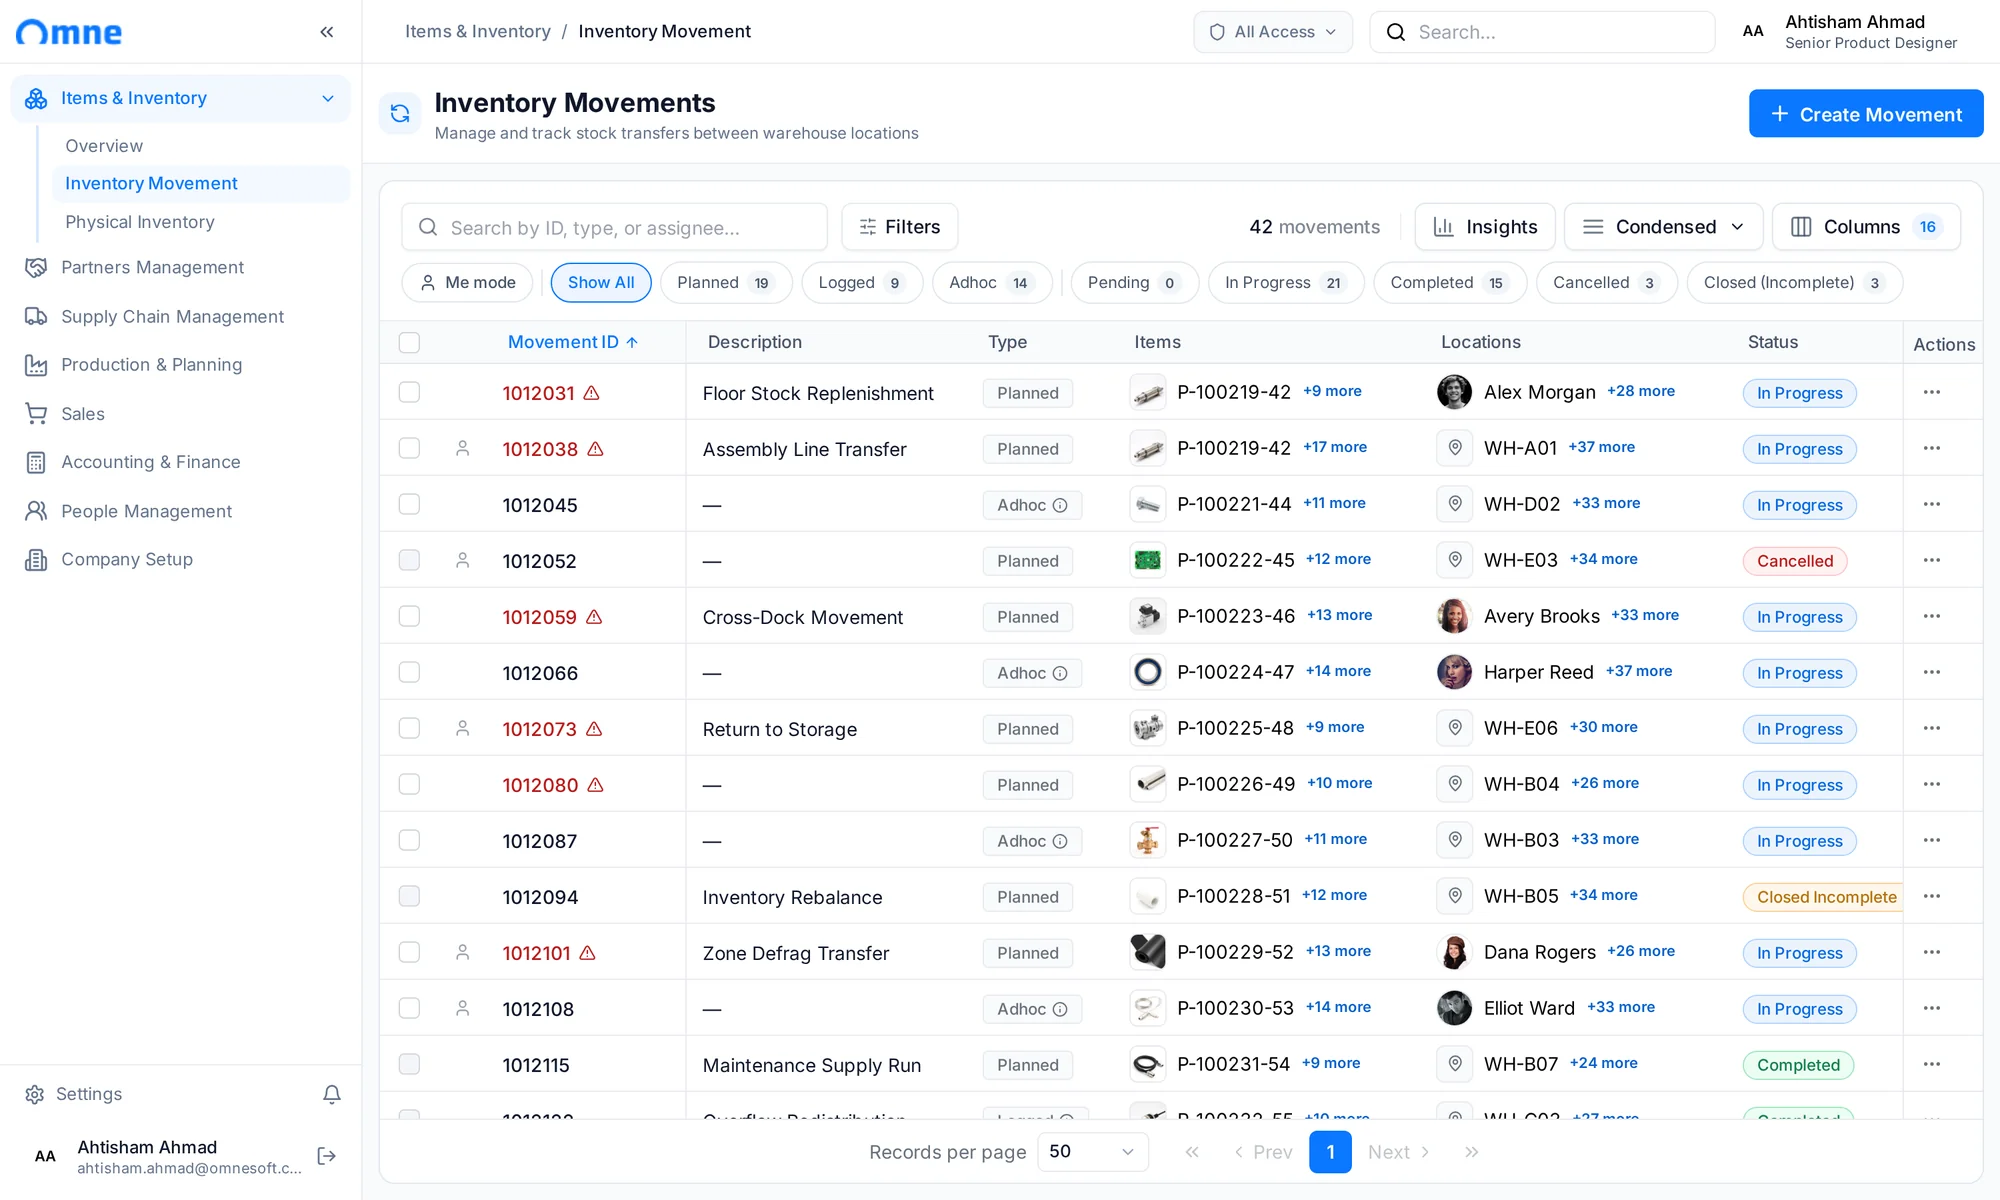 Omne
Items & Inventory / Inventory Movement
All Access
Search...
AA
Ahtisham Ahmad
Senior Product Designer
Items & Inventory
Overview
Inventory Movement
Physical Inventory
Partners Management
Supply Chain Management
Production & Planning
Sales
Accounting & Finance
People Management
Company Setup
Settings
AA
Ahtisham Ahmad
ahtisham.ahmad@omnesoft.c...
Inventory Movements
Manage and track stock transfers between warehouse locations
+ Create Movement
Search by ID, type, or assignee...
Filters
42 movements
Insights
Condensed
Columns 16
Me mode
Show All
Planned 19
Logged 9
Adhoc 14
Pending 0
In Progress 21
Completed 15
Cancelled 3
Closed (Incomplete) 3
Movement ID ↑ Description Type Items Locations Status Actions
1012031 Floor Stock Replenishment Planned P-100219-42 +9 more Alex Morgan +28 more In Progress
1012038 Assembly Line Transfer Planned P-100219-42 +17 more WH-A01 +37 more In Progress
1012045 — Adhoc P-100221-44 +11 more WH-D02 +33 more In Progress
1012052 — Planned P-100222-45 +12 more WH-E03 +34 more Cancelled
1012059 Cross-Dock Movement Planned P-100223-46 +13 more Avery Brooks +33 more In Progress
1012066 — Adhoc P-100224-47 +14 more Harper Reed +37 more In Progress
1012073 Return to Storage Planned P-100225-48 +9 more WH-E06 +30 more In Progress
1012080 — Planned P-100226-49 +10 more WH-B04 +26 more In Progress
1012087 — Adhoc P-100227-50 +11 more WH-B03 +33 more In Progress
1012094 Inventory Rebalance Planned P-100228-51 +12 more WH-B05 +34 more Closed Incomplete
1012101 Zone Defrag Transfer Planned P-100229-52 +13 more Dana Rogers +26 more In Progress
1012108 — Adhoc P-100230-53 +14 more Elliot Ward +33 more In Progress
1012115 Maintenance Supply Run Planned P-100231-54 +9 more WH-B07 +24 more Completed
Records per page 50 « ‹ Prev 1 Next › »